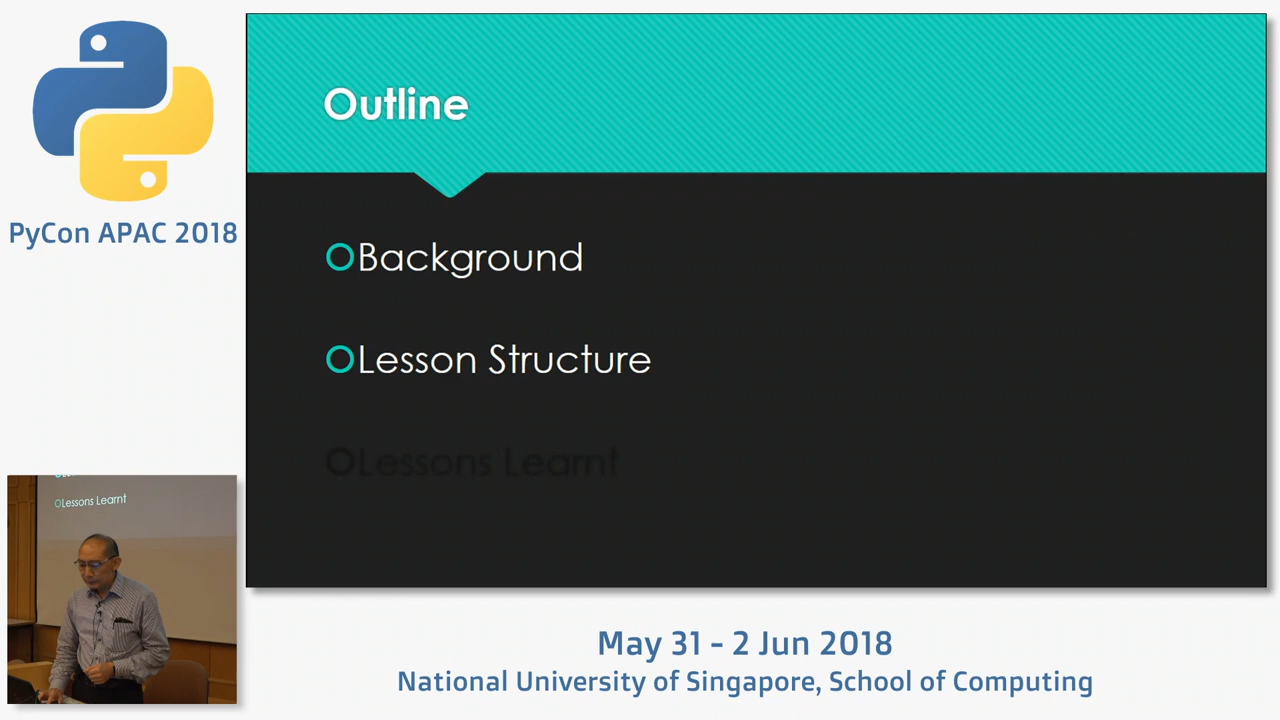 PyCon APAC 2018
Outline
Background
Lesson Structure
Lessons Learnt
Lessons Learnt
May 31 - 2 Jun 2018
National University of Singapore, School of Computing